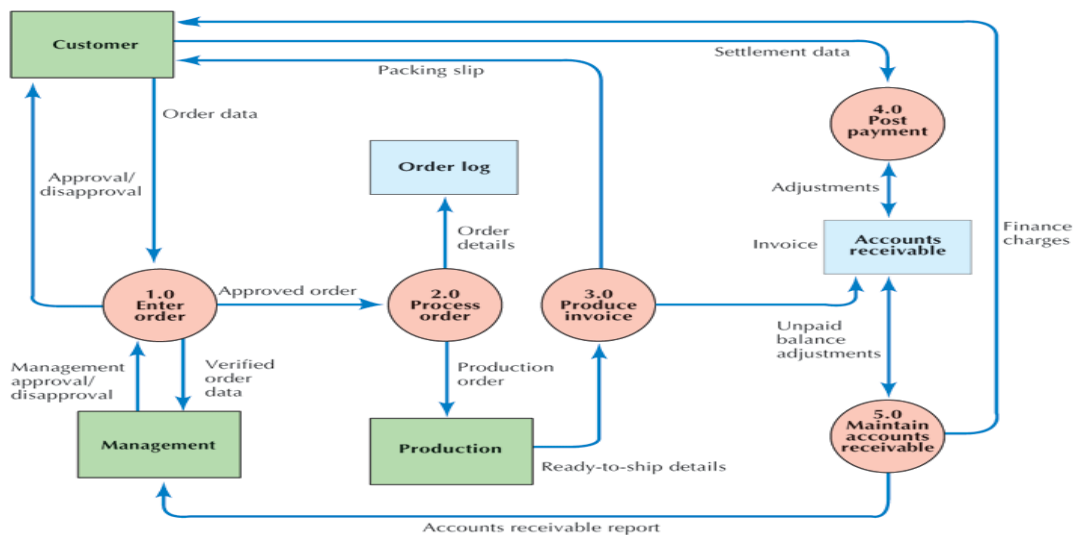 Customer
Settlement data
Packing slip
4.0
Post
payment
Order data
Order log
Approval/
disapproval
Adjustments
Order
details
Invoice
Accounts
receivable
Finance
charges
1.0
Enter
order
Approved order
2.0
Process
order
3.0
Produce
invoice
Unpaid
balance
adjustments
Management
approval/
disapproval
Verified
order
data
Production
order
5.0
Maintain
accounts
receivable
Management
Production
Ready-to-ship details
Accounts receivable report